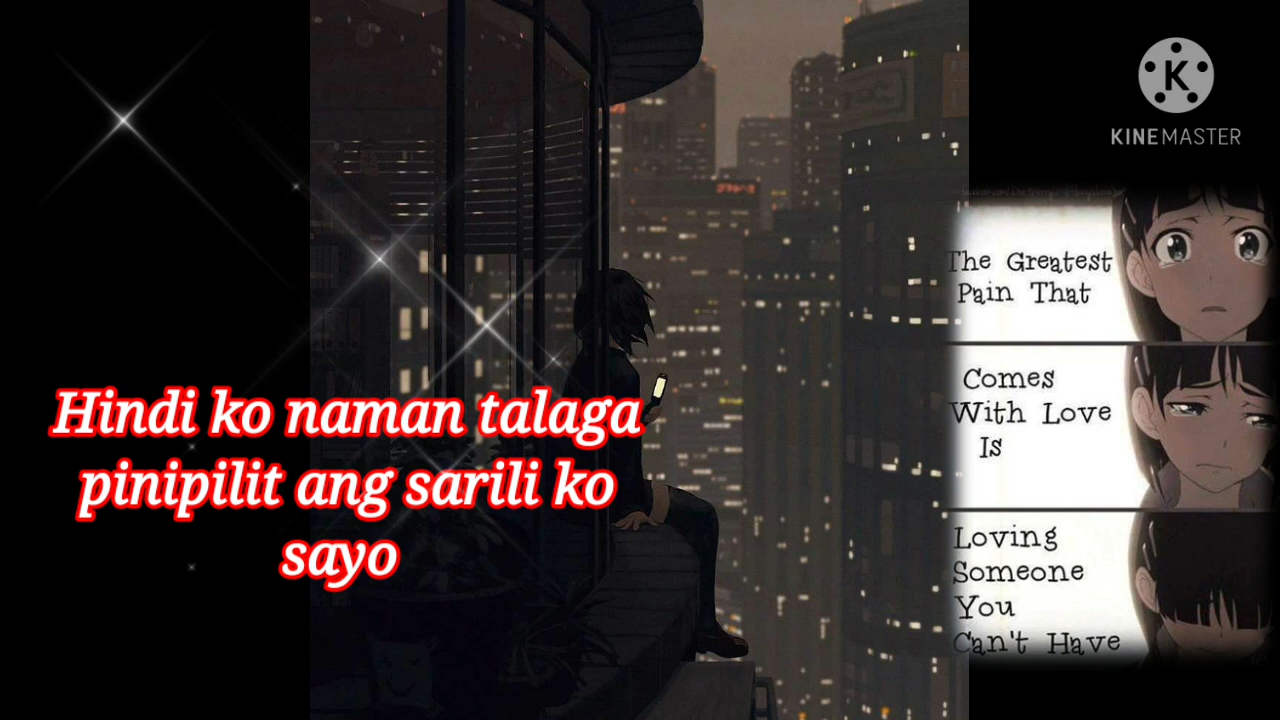 KINEMASTER
Hindi ko naman talaga
pinipilit ang sarili ko
sayo
The Greatest
Pain That
Comes
With Love
Is
Loving
Someone
You
Can't Have